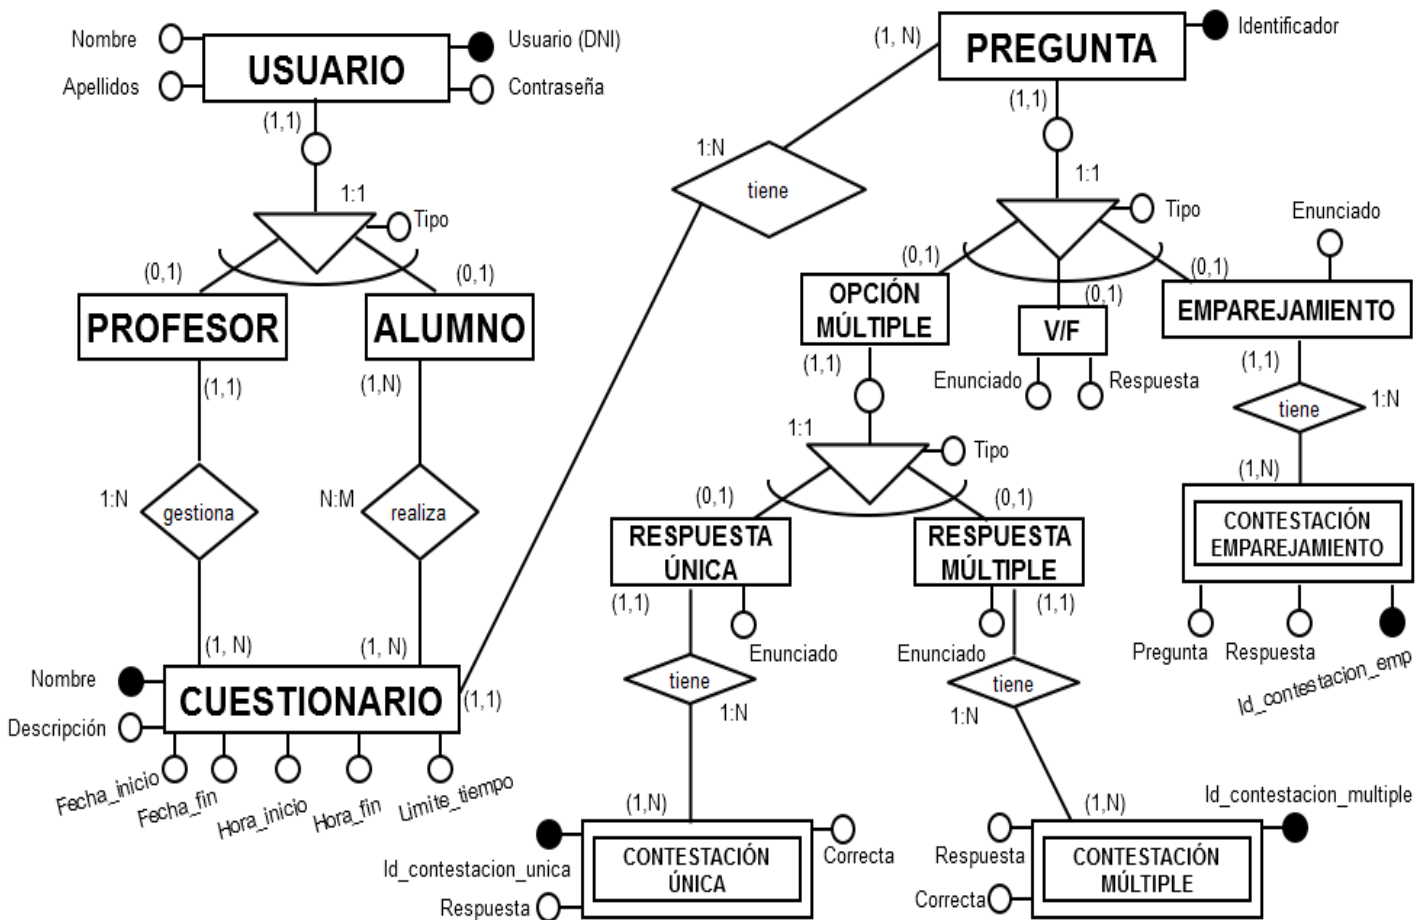 Nombre
Apellidos
USUARIO
Usuario (DNI)
Contraseña
(1,1)
1:1
Tipo
(0,1)
(0,1)
PROFESOR
ALUMNO
(1,1)
(1,N)
1:N
gestiona
N:M
realiza
(1, N)
(1, N)
Nombre
Descripción
CUESTIONARIO
(1,1)
Fecha_inicio
Fecha_fin
Hora_inicio
Hora_fin
Limite_tiempo
1:N
tiene
(1, N)
PREGUNTA
Identificador
(1,1)
1:1
Tipo
(0,1)
(0,1)
(0,1)
OPCIÓN
MÚLTIPLE
V/F
Enunciado
Respuesta
Enunciado
EMPAREJAMIENTO
(1,1)
tiene
1:N
(1,N)
CONTESTACIÓN
EMPAREJAMIENTO
Pregunta
Respuesta
Id_contestacion_emp
(1,1)
1:1
Tipo
(0,1)
(0,1)
RESPUESTA
ÚNICA
RESPUESTA
MÚLTIPLE
(1,1)
Enunciado
Enunciado
(1,1)
tiene
1:N
tiene
1:N
(1,N)
(1,N)
Id_contestacion_unica
Respuesta
CONTESTACIÓN
ÚNICA
Correcta
Respuesta
Correcta
CONTESTACIÓN
MÚLTIPLE
Id_contestacion_multiple